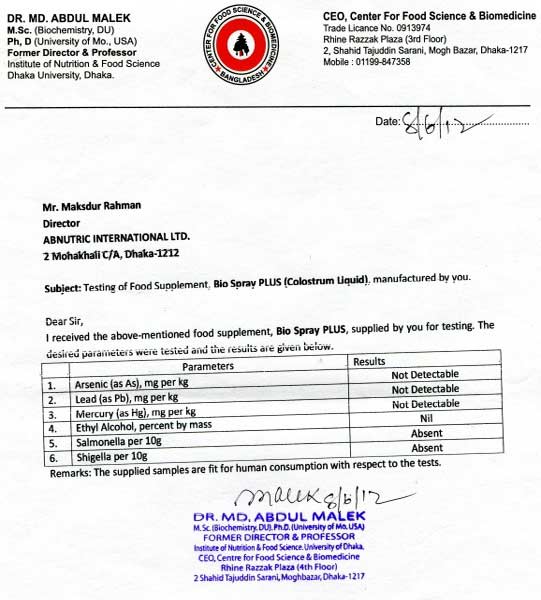 DR. MD. ABDUL MALEK
M.Sc. (Biochemistry, DU)
Ph, D (University of Mo., USA)
Former Director & Professor
Institute of Nutrition & Food Science
Dhaka University, Dhaka.
CENTER FOR FOOD SCIENCE & BIOMEDICINE
BANGLADESH
CEO, Center For Food Science & Biomedicine
Trade Licance No. 0913974
Rhine Razzak Plaza (3rd Floor)
2, Shahid Tajuddin Sarani, Mogh Bazar, Dhaka-1217
Mobile : 01199-847358
Date: 8/6/12
Mr. Maksdur Rahman
Director
ABNUTRIC INTERNATIONAL LTD.
2 Mohakhali C/A, Dhaka-1212
Subject: Testing of Food Supplement, Bio Spray PLUS (Colostrum Liquid), manufactured by you.
Dear Sir,
I received the above-mentioned food supplement, Bio Spray PLUS, supplied by you for testing. The
desired parameters were tested and the results are given below.
Parameters Results
1. Arsenic (as As), mg per kg Not Detectable
2. Lead (as Pb), mg per kg Not Detectable
3. Mercury (as Hg), mg per kg Not Detectable
4. Ethyl Alcohol, percent by mass Nil
5. Salmonella per 10g Absent
6. Shigella per 10g Absent
Remarks: The supplied samples are fit for human consumption with respect to the tests.
Malek 8/6/12
DR. MD. ABDUL MALEK
M. Sc. (Biochemistry, DU). Ph.D. (University of Mo, USA)
FORMER DIRECTOR & PROFESSOR
Institute of Nutrition & Food Science. University of Dhaka,
CEO, Centre for Food Science & Biomedicine
Rhine Razzak Plaza (4th Floor)
2 Shahid Tajuddin Sarani, Moghbazar, Dhaka-1217